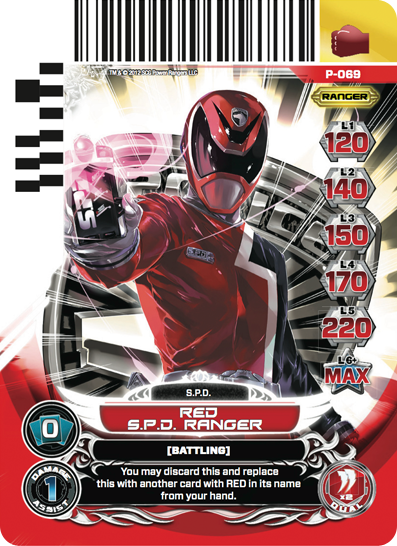 TM & © 2012 SCG Power Rangers LLC
P-069
RANGER
L1
120
L2
140
L3
150
L4
170
L5
220
L6+
MAX
S.P.D.
S.P.D.
S.P.D.
RED
S.P.D. RANGER
0
[BATTLING]
You may discard this and replace
this with another card with RED in its name
from your hand.
DAMAGE
1
ASSIST
X2
DUAL